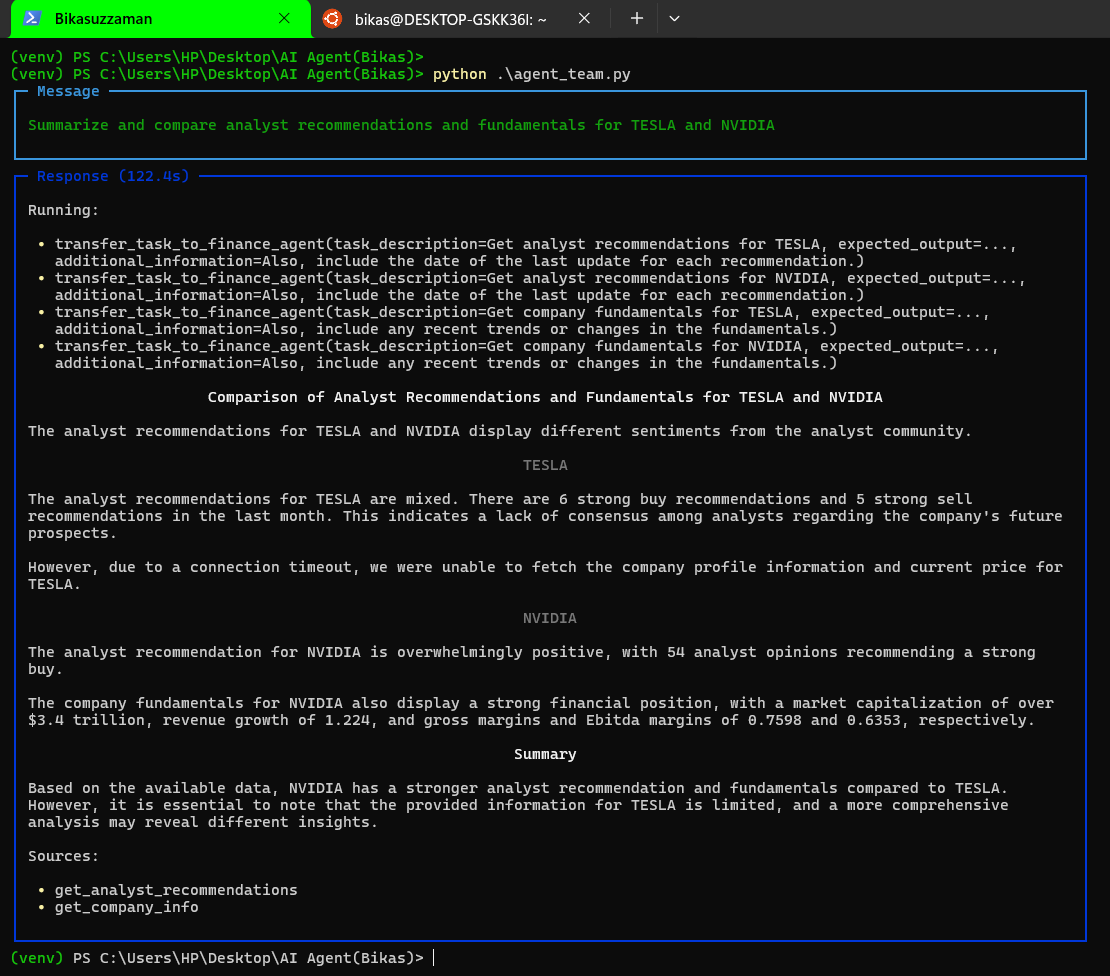 Bikasuzzaman
bikas@DESKTOP-GSKK36I: ~
(venv) PS C:\Users\HP\Desktop\AI Agent(Bikas)>
(venv) PS C:\Users\HP\Desktop\AI Agent(Bikas)> python .\agent_team.py
Message
Summarize and compare analyst recommendations and fundamentals for TESLA and NVIDIA
Response (122.4s)
Running:
• transfer_task_to_finance_agent(task_description=Get analyst recommendations for TESLA, expected_output=...,
additional_information=Also, include the date of the last update for each recommendation.)
• transfer_task_to_finance_agent(task_description=Get analyst recommendations for NVIDIA, expected_output=...,
additional_information=Also, include the date of the last update for each recommendation.)
• transfer_task_to_finance_agent(task_description=Get company fundamentals for TESLA, expected_output=...,
additional_information=Also, include any recent trends or changes in the fundamentals.)
• transfer_task_to_finance_agent(task_description=Get company fundamentals for NVIDIA, expected_output=...,
additional_information=Also, include any recent trends or changes in the fundamentals.)
Comparison of Analyst Recommendations and Fundamentals for TESLA and NVIDIA
The analyst recommendations for TESLA and NVIDIA display different sentiments from the analyst community.
TESLA
The analyst recommendations for TESLA are mixed. There are 6 strong buy recommendations and 5 strong sell
recommendations in the last month. This indicates a lack of consensus among analysts regarding the company's future
prospects.
However, due to a connection timeout, we were unable to fetch the company profile information and current price for
TESLA.
NVIDIA
The analyst recommendation for NVIDIA is overwhelmingly positive, with 54 analyst opinions recommending a strong
buy.
The company fundamentals for NVIDIA also display a strong financial position, with a market capitalization of over
$3.4 trillion, revenue growth of 1.224, and gross margins and Ebitda margins of 0.7598 and 0.6353, respectively.
Summary
Based on the available data, NVIDIA has a stronger analyst recommendation and fundamentals compared to TESLA.
However, it is essential to note that the provided information for TESLA is limited, and a more comprehensive
analysis may reveal different insights.
Sources:
• get_analyst_recommendations
• get_company_info
(venv) PS C:\Users\HP\Desktop\AI Agent(Bikas)>